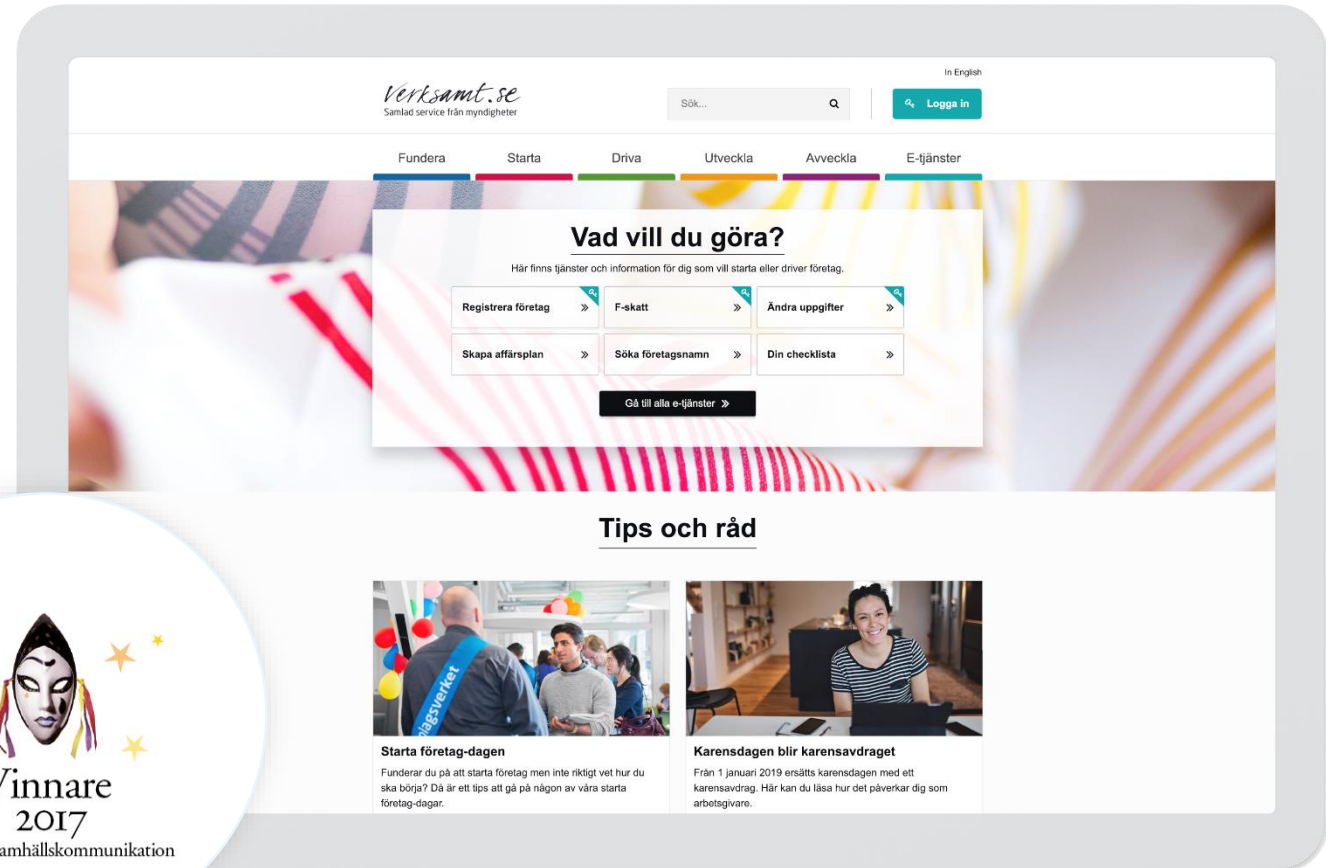 In English
Verksamt.se
Samlad service från myndigheter
Sök...
Logga in
Fundera
Starta
Driva
Utveckla
Avveckla
E-tjänster
Vad vill du göra?
Här finns tjänster och information för dig som vill starta eller driver företag.
Registrera företag
F-skatt
Ändra uppgifter
Skapa affärsplan
Söka företagsnamn
Din checklista
Gå till alla e-tjänster
Tips och råd
Starta företag-dagen
Funderar du på att starta företag men inte riktigt vet hur du
ska börja? Då är ett tips att gå på någon av våra starta
företag-dagar.
Karensdagen blir karensavdraget
Från 1 januari 2019 ersätts karensdagen med ett
karensavdrag. Här kan du läsa hur det påverkar dig som
arbetsgivare.
Vinnare
2017
amhällskommunikation